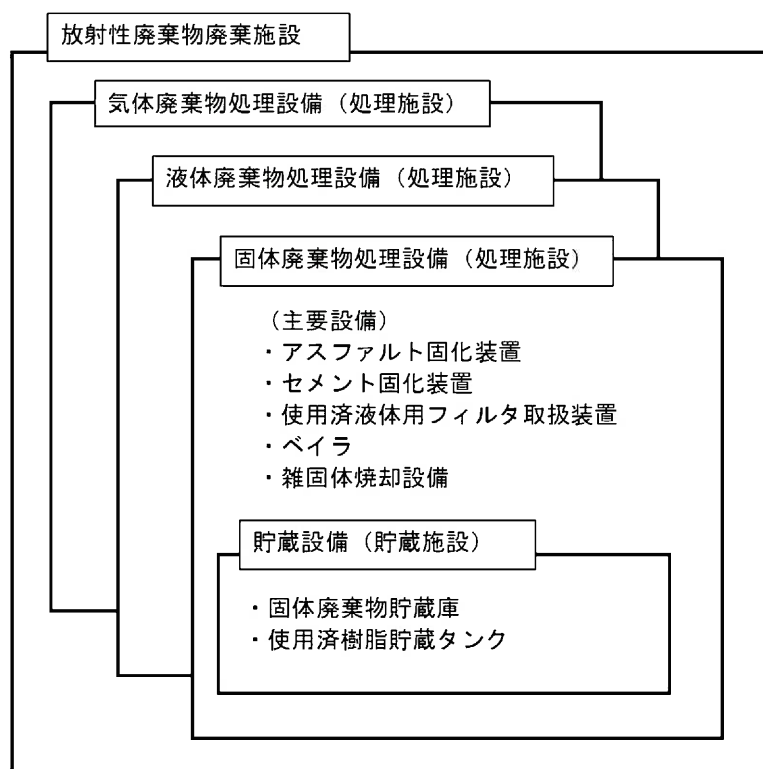 放射性廃棄物廃棄施設
気体廃棄物処理設備（処理施設）
液体廃棄物処理設備（処理施設）
固体廃棄物処理設備（処理施設）
（主要設備）
・アスファルト固化装置
・セメント固化装置
・使用済液体用フィルタ取扱装置
・ベイラ
・雑固体焼却設備
貯蔵設備（貯蔵施設）
・固体廃棄物貯蔵庫
・使用済樹脂貯蔵タンク